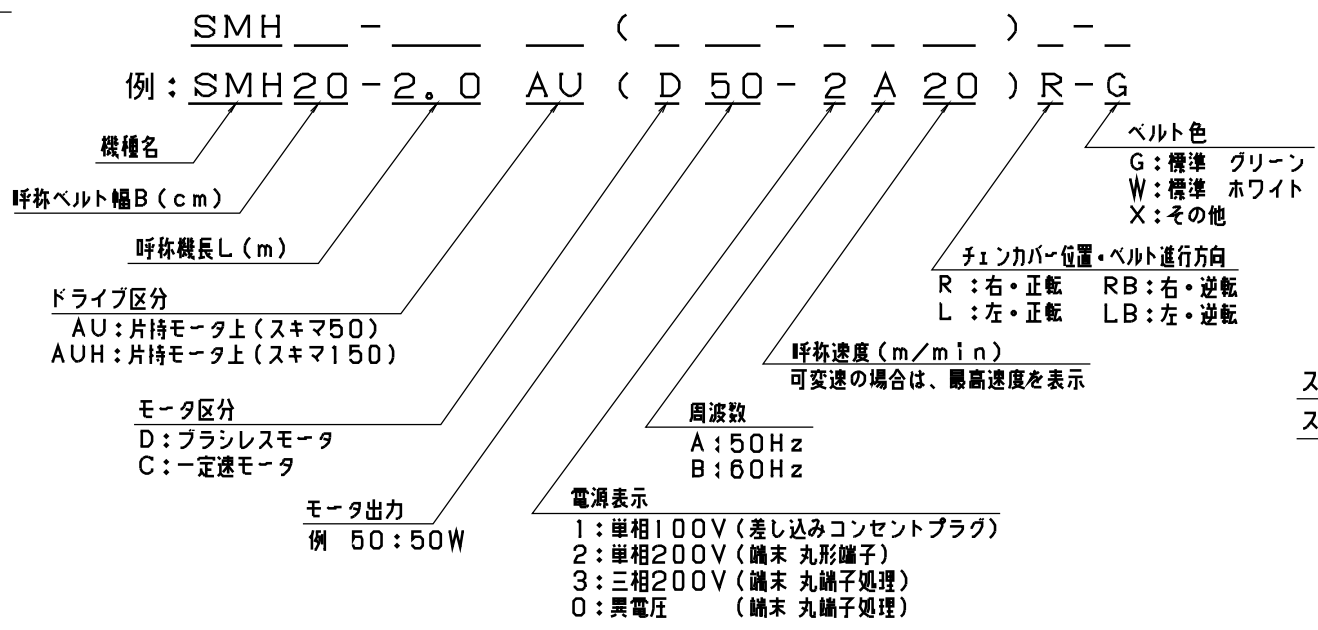 SMH - ( - ) -
例:SMH20-2.0 AU(D50-2A20)R-G
機種名
呼称ベルト幅B(cm)
呼称機長L(m)
ドライブ区分
AU:片持モータ上(スキマ50)
AUH:片持モータ上(スキマ150)
モータ区分
D:ブラシレスモータ
C:一定速モータ
モータ出力
例 50:50W
電源表示
1:単相100V(差し込みコンセントプラグ)
2:単相200V(端末 丸形端子)
3:三相200V(端末 丸端子処理)
0:異電圧 (端末 丸端子処理)
周波数
A:50Hz
B:60Hz
呼称速度(m/min)
可変速の場合は、最高速度を表示
チェンカバー位置・ベルト進行方向
R :右・正転 RB:右・逆転
L :左・正転 LB:左・逆転
ベルト色
G:標準 グリーン
W:標準 ホワイト
X:その他
ス
ス